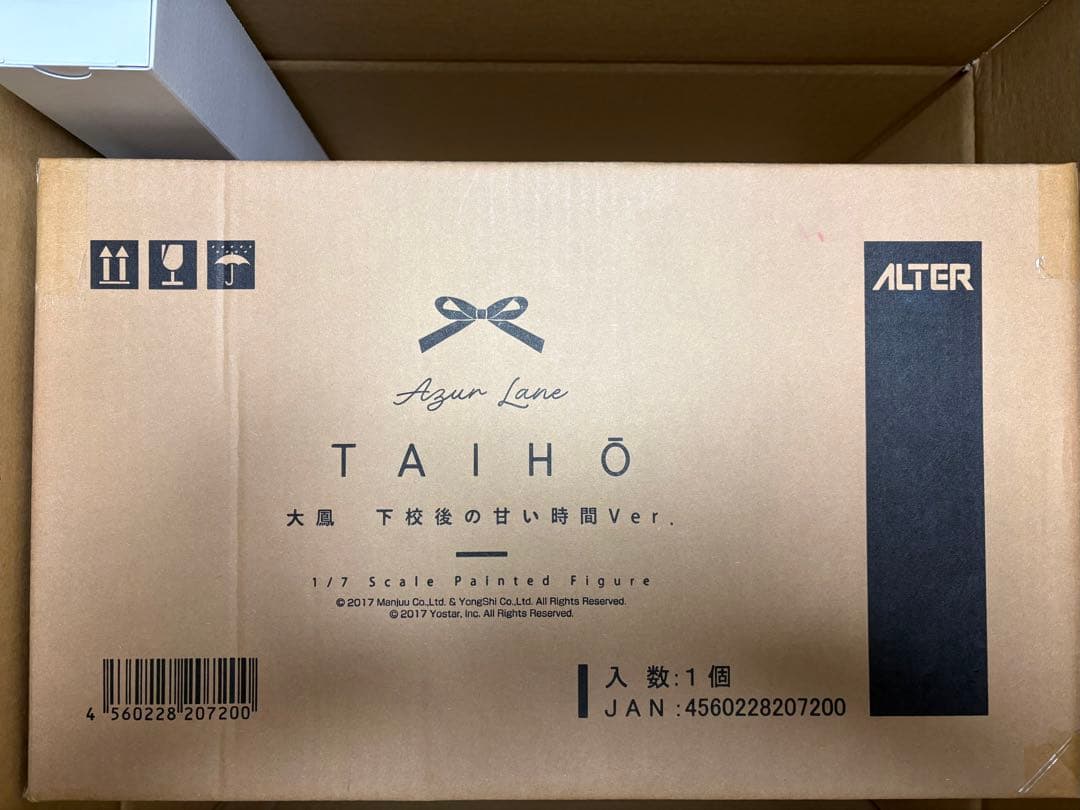 ALTER
Azur Lane
TAIHŌ
大鳳 下校後の甘い時間Ver.
1/7 Scale Painted Figure
© 2017 Manjuu Co.,Ltd. & YongShi Co.,Ltd. All Rights Reserved.
© 2017 Yostar, Inc. All Rights Reserved.
入数:1個
JAN:4560228207200
4 560228 207200